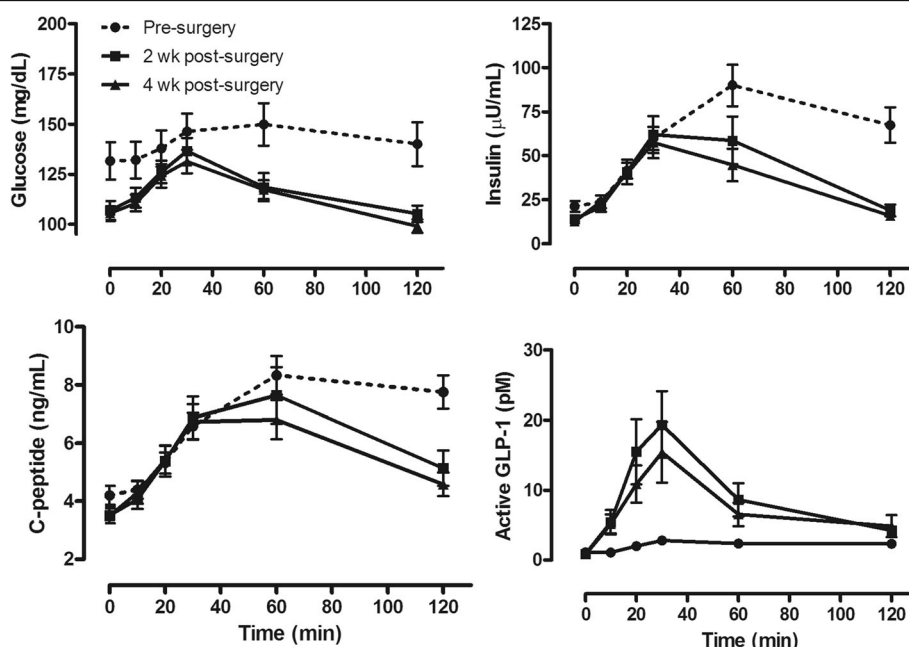 Glucose (mg/dL)
200
175
150
125
100
0 20 40 60 80 100 120
Pre-surgery
2 wk post-surgery
4 wk post-surgery
Insulin (μU/mL)
125
100
75
50
25
0
0 20 40 60 80 100 120
C-peptide (ng/mL)
10
8
6
4
2
0 20 40 60 80 100 120
Time (min)
Active GLP-1 (pM)
30
20
10
0
0 20 40 60 80 100 120
Time (min)